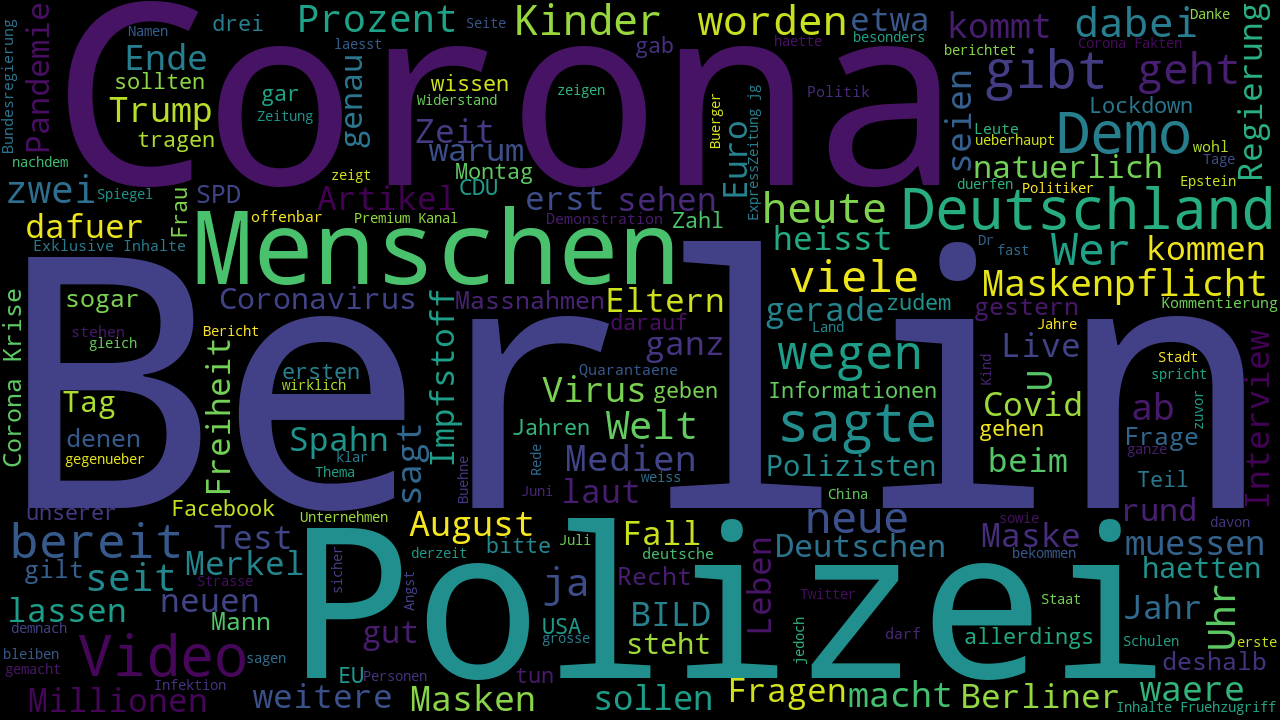 Corona
Berlin
Polizei
Menschen
Deutschland
Bundesregierung
Pandemie
Namen
drei
Seite
Prozent
Kinder
worden
etwa
kommt
dabei
Danke
Regierung
Ende
laesst
gab
haette
besonders
berichtet
Corona Fakten
sollten
genau
wissen
gibt
geht
Trump
gar
Widerstand
zeigen
Politik
seien
Lockdown
Zeitung
tragen
Zeit
warum
Buerger
Euro
ExpressZeitung jg
Leute
ueberhaupt
Demo
wohl
nachdem
zeigt
Montag
natuerlich
Tage
zwei
Spiegel
Frau
SPD
Artikel
CDU
erst
sehen
duerfen
Politiker
Epstein
dafuer
offenbar
Premium Kanal
Demonstration
Zahl
heute
Exklusive Inhalte
heisst
Dr
fast
Wer
kommen
viele
Maskenpflicht
sogar
Coronavirus
Massnahmen
Eltern
gerade
zudem
gestern
Kommentierung
Corona Krise
stehen
gleich
Bericht
Freiheit
Impfstoff
darauf
ganz
Land
Live
Jahre
wegen
ersten
wirklich
Quarantaene
Virus
geben
Informationen
Kind
U
Stadt
spricht
Interview
Tag
Jahren
Welt
sagte
Covid
gehen
ab
zuvor
denen
gegenueber
Spahn
klar
Thema
sagt
Buehne
Rede
Medien
weiss
Polizisten
beim
Frage
ganze
Teil
Juni
laut
China
unserer
Facebook
Unternehmen
August
Fall
neue
sowie
rund
davon
bereit
Test
derzeit
bitte
Juli
deutsche
Deutschen
Maske
bekommen
muessen
gilt
seit
Merkel
Strasse
sicher
Angst
ja
Recht
Leben
Twitter
Staat
haetten
lassen
neuen
Mann
gut
USA
grosse
BILD
steht
jedoch
darf
allerdings
Jahr
Schulen
Uhr
erste
demnach
bleiben
gemacht
Video
sagen
EU
Personen
tun
deshalb
Millionen
Infektion
weitere
Masken
sollen
Fragen
macht
Berliner
waere
Inhalte Fruehzugriff